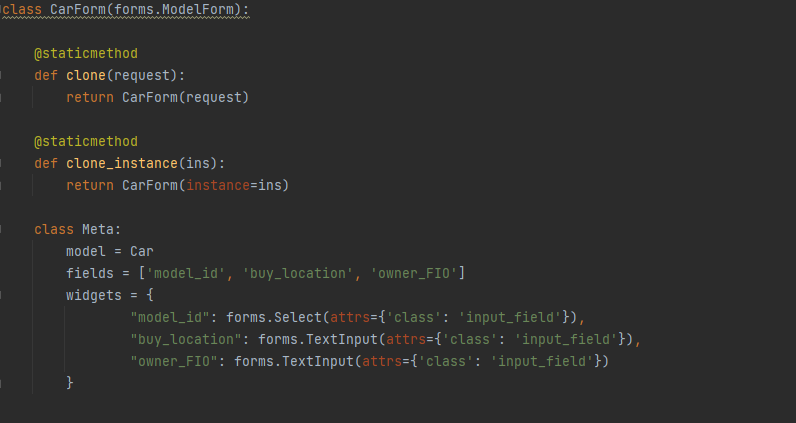 class CarForm(forms.ModelForm):
@staticmethod
def clone(request):
return CarForm(request)
@staticmethod
def clone_instance(ins):
return CarForm(instance=ins)
class Meta:
model = Car
fields = ['model_id', 'buy_location', 'owner_FIO']
widgets = {
"model_id": forms.Select(attrs={'class': 'input_field'}),
"buy_location": forms.TextInput(attrs={'class': 'input_field'}),
"owner_FIO": forms.TextInput(attrs={'class': 'input_field'})
}